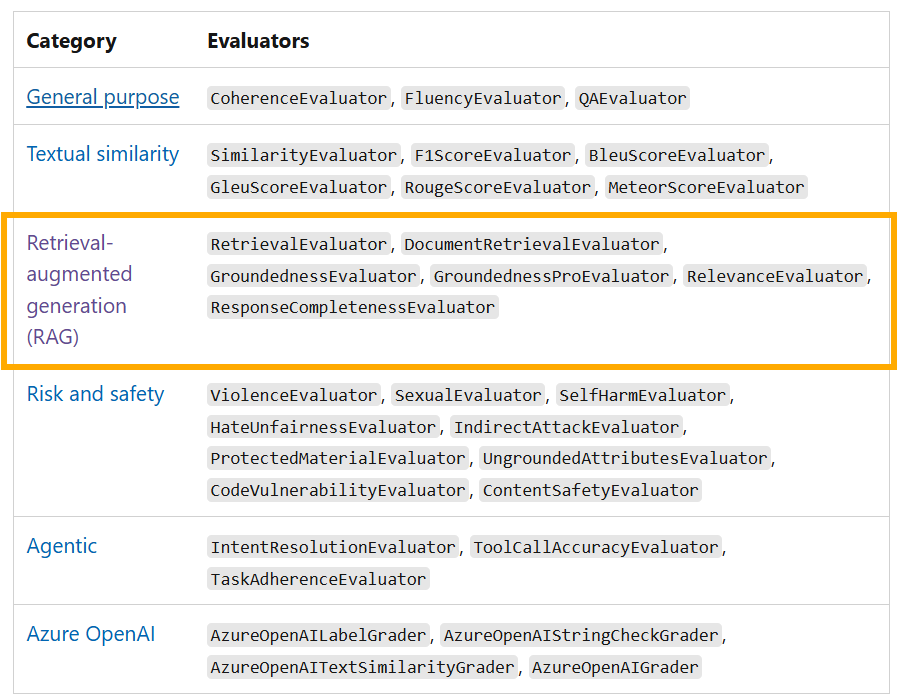 Category Evaluators
General purpose CoherenceEvaluator, FluencyEvaluator, QAEvaluator
Textual similarity SimilarityEvaluator, F1ScoreEvaluator, BleuScoreEvaluator,
GleuScoreEvaluator, RougeScoreEvaluator, MeteorScoreEvaluator
Retrieval- RetrievalEvaluator, DocumentRetrievalEvaluator,
augmented GroundednessEvaluator, GroundednessProEvaluator, RelevanceEvaluator,
generation ResponseCompletenessEvaluator
(RAG)
Risk and safety ViolenceEvaluator, SexualEvaluator, SelfHarmEvaluator,
HateUnfairnessEvaluator, IndirectAttackEvaluator,
ProtectedMaterialEvaluator, UngroundedAttributesEvaluator,
CodeVulnerabilityEvaluator, ContentSafetyEvaluator
Agentic IntentResolutionEvaluator, ToolCallAccuracyEvaluator,
TaskAdherenceEvaluator
Azure OpenAI AzureOpenAILabelGrader, AzureOpenAIStringCheckGrader,
AzureOpenAITextSimilarityGrader, AzureOpenAIGrader